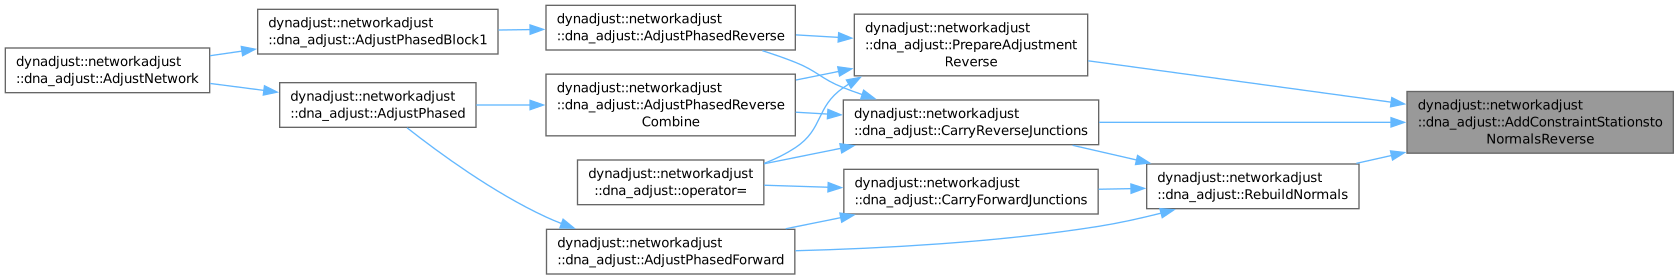 dynadjust::networkadjust
::dna_adjust::AdjustNetwork
dynadjust::networkadjust
::dna_adjust::AdjustPhasedBlock1
dynadjust::networkadjust
::dna_adjust::AdjustPhased
dynadjust::networkadjust
::dna_adjust::AdjustPhasedReverse
dynadjust::networkadjust
::dna_adjust::AdjustPhasedReverse
Combine
dynadjust::networkadjust
::dna_adjust::operator=
dynadjust::networkadjust
::dna_adjust::AdjustPhasedForward
dynadjust::networkadjust
::dna_adjust::PrepareAdjustment
Reverse
dynadjust::networkadjust
::dna_adjust::CarryReverseJunctions
dynadjust::networkadjust
::dna_adjust::CarryForwardJunctions
dynadjust::networkadjust
::dna_adjust::RebuildNormals
dynadjust::networkadjust
::dna_adjust::AddConstraintStationsto
NormalsReverse